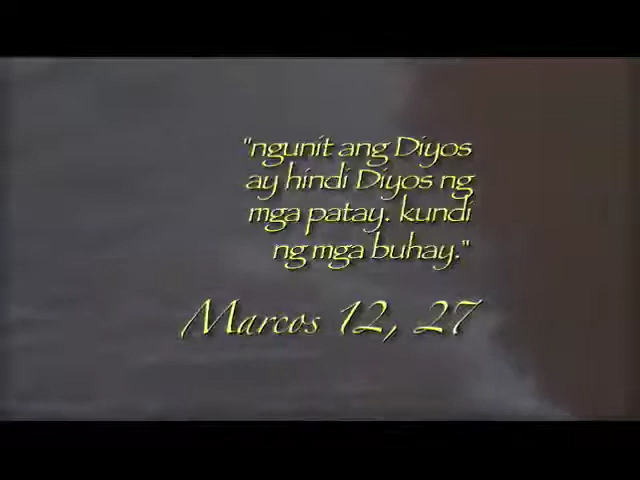 "ngunit ang Diyos
ay hindi Diyos ng
mga patay. kundi
ng mga buhay."
Marcos 12, 27